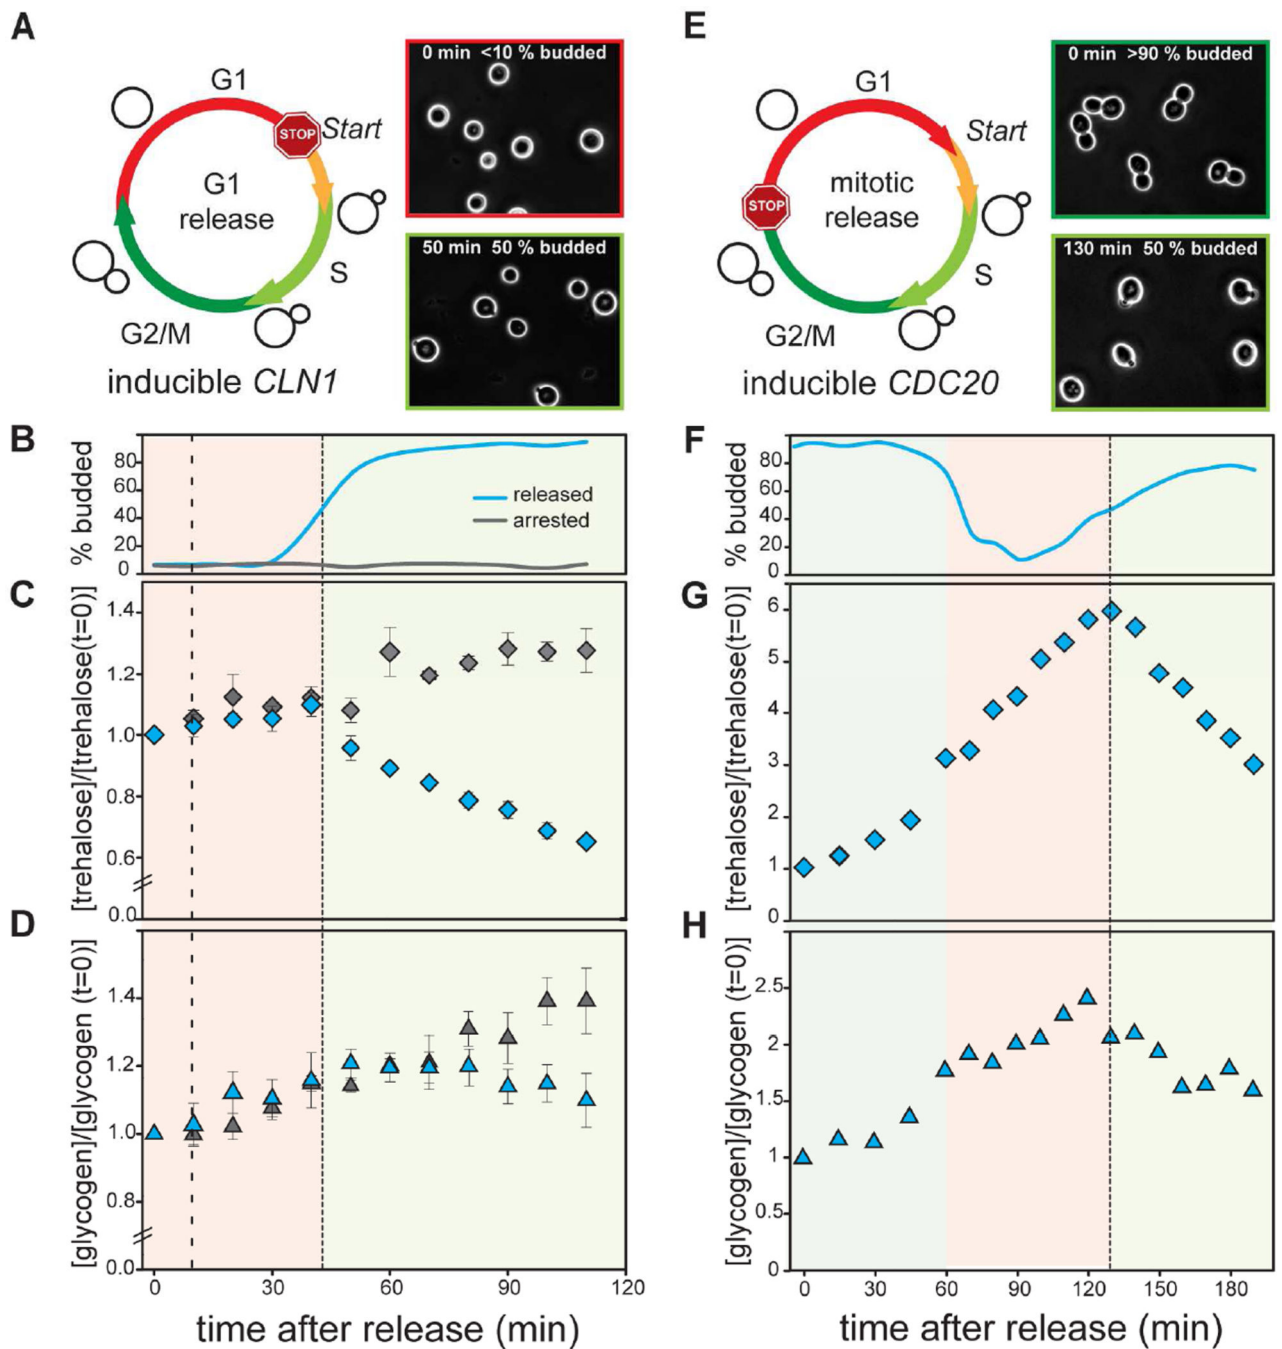 A
G1
STOP
Start
G1
release
S
G2/M
inducible CLN1
0 min <10 % budded
50 min 50 % budded
E
G1
STOP
Start
mitotic
release
S
G2/M
inducible CDC20
0 min >90 % budded
130 min 50 % budded
B
% budded
80
60
40
20
0
released
arrested
F
% budded
80
60
40
20
0
C
[trehalose]/[trehalose(t=0)]
1.4
1.2
1.0
0.8
0.6
0.0
G
[trehalose]/[trehalose(t=0)]
6
5
4
3
2
1
0
D
[glycogen]/[glycogen (t=0)]
1.4
1.2
1.0
0.8
0.0
0 30 60 90 120
time after release (min)
H
[glycogen]/[glycogen (t=0)]
2.5
2
1.5
1
0.5
0
0 30 60 90 120 150 180
time after release (min)